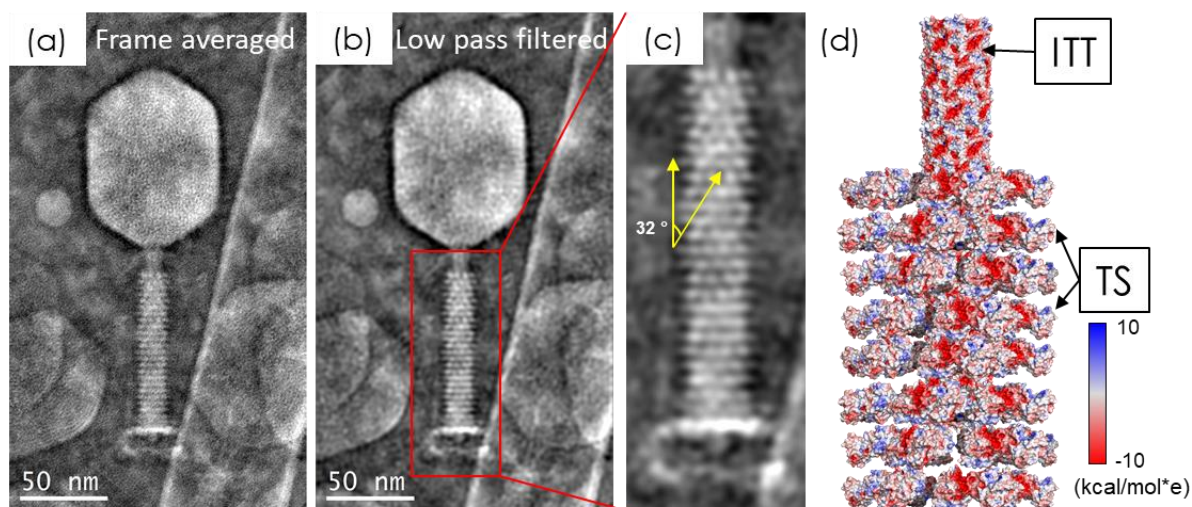 (a) Frame averaged
(b) Low pass filtered
(c)
(d)
ITT
32 °
TS
10
-10
(kcal/mol*e)
50 nm
50 nm